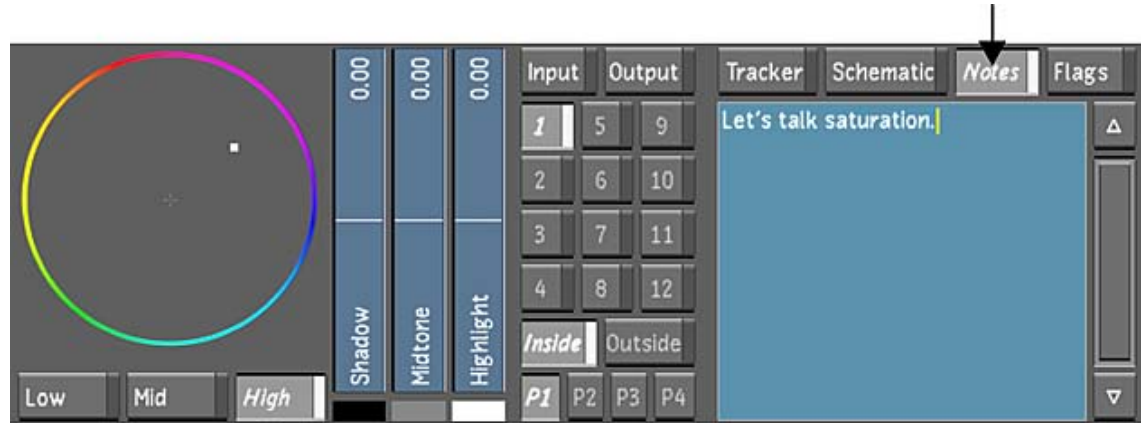 0.00 0.00 0.00
Shadow Midtone Highlight
Low Mid High
Input Output
1 5 9
2 6 10
3 7 11
4 8 12
Inside Outside
P1 P2 P3 P4
Tracker Schematic Notes Flags
Let's talk saturation.